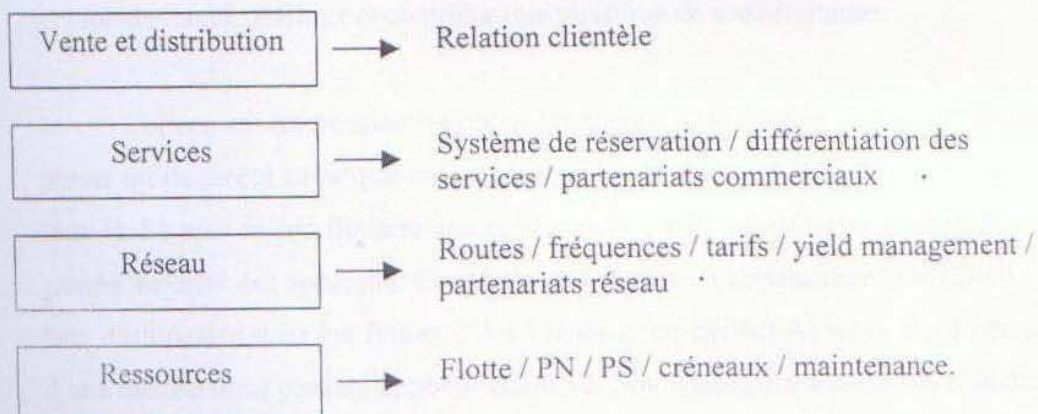 Vente et distribution
Relation clientèle
Services
Système de réservation / différentiation des
services / partenariats commerciaux
Réseau
Routes / fréquences / tarifs / yield management /
partenariats réseau
Ressources
Flotte / PN / PS / créneaux / maintenance.